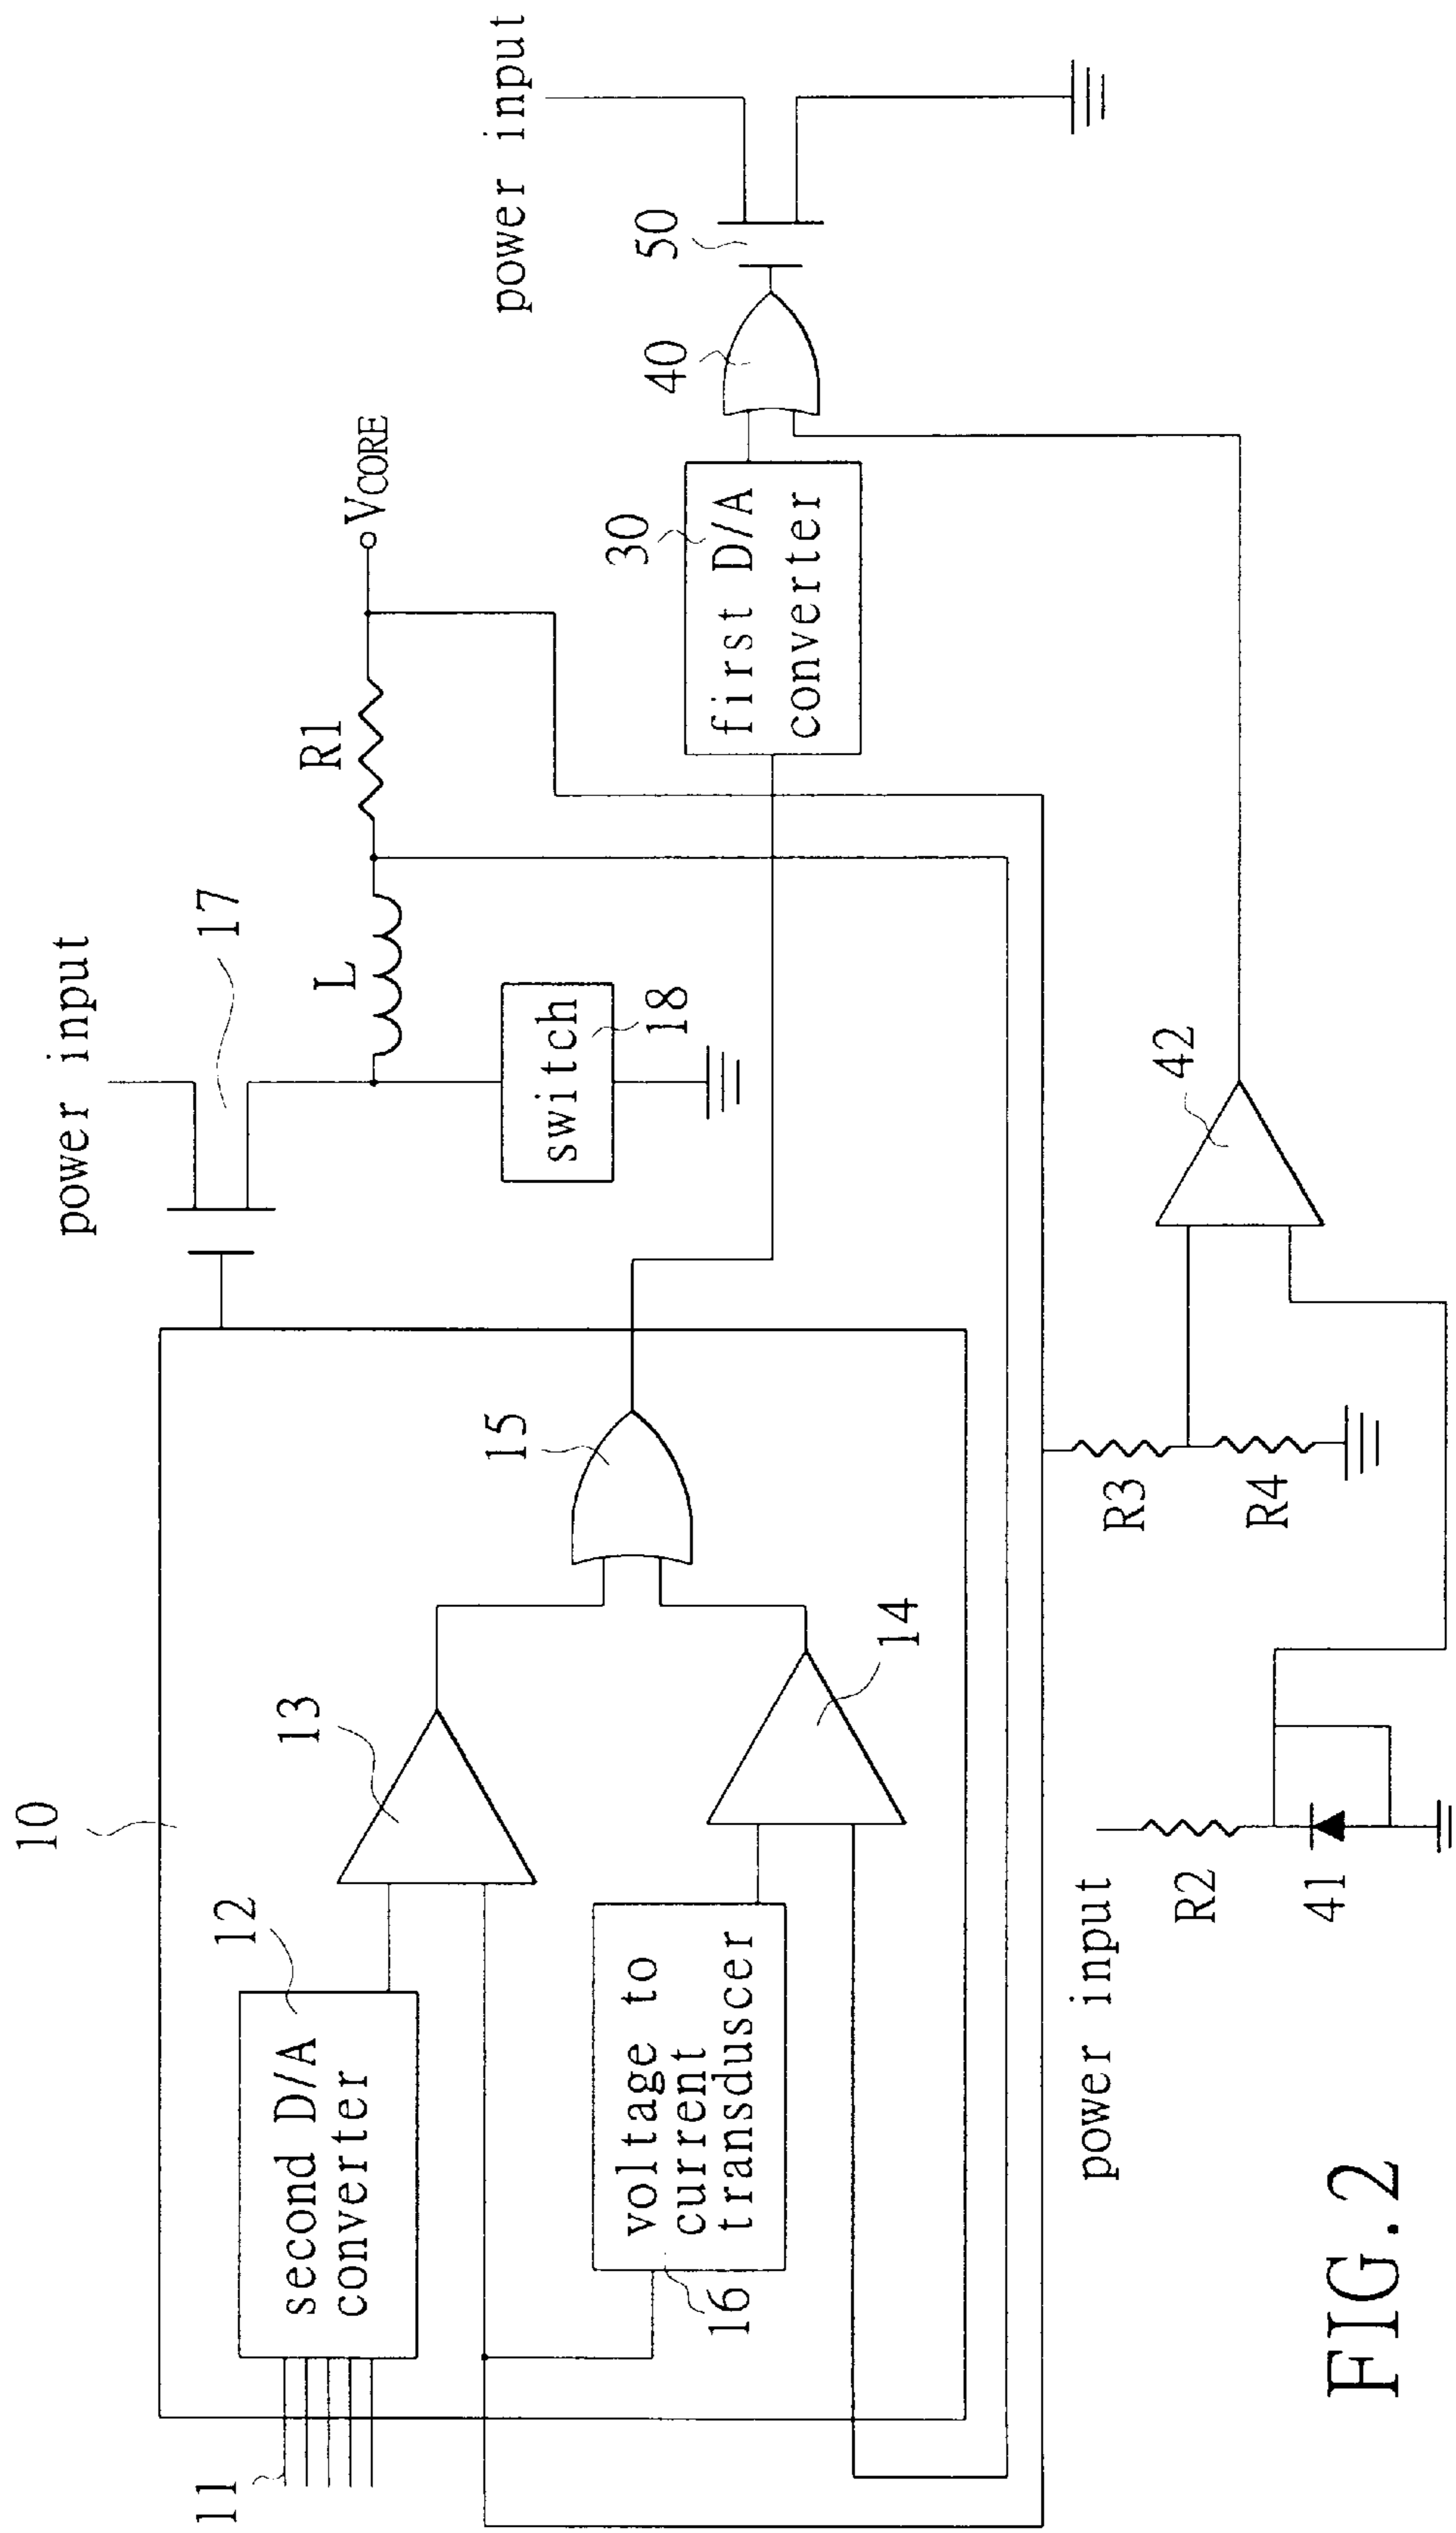 power input
17
L
R1
VCORE
power input
switch
18
10
11
second D/A
converter
12
13
15
14
voltage to
current
transduscer
16
30
first D/A
converter
40
50
power input
R2
41
R3
R4
42
FIG.2